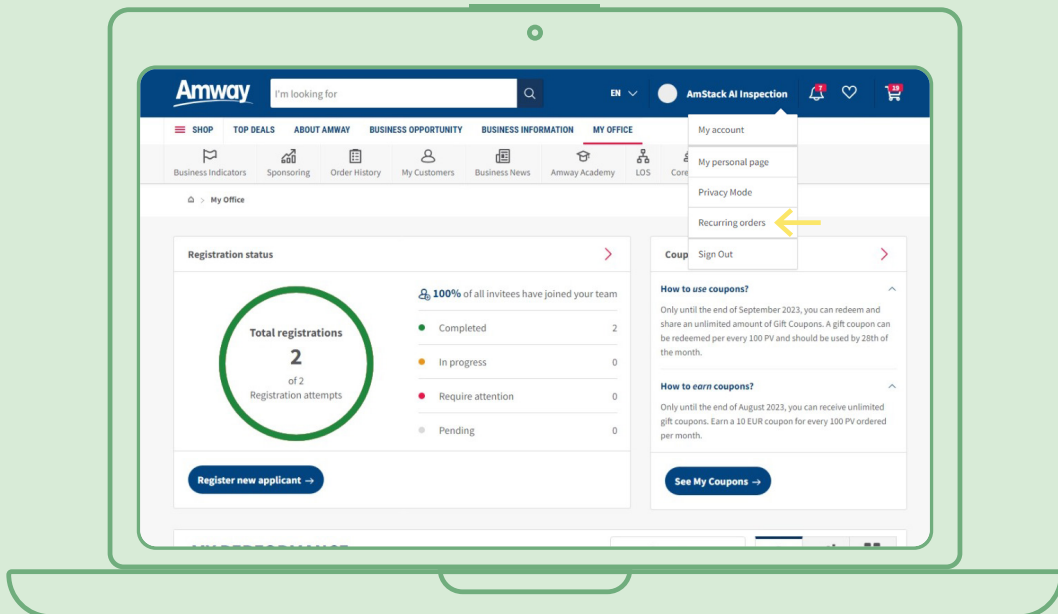 Amway
I'm looking for
EN
AmStack AI Inspection
7
39
SHOP
TOP DEALS
ABOUT AMWAY
BUSINESS OPPORTUNITY
BUSINESS INFORMATION
MY OFFICE
My account
My personal page
Privacy Mode
Recurring orders
Sign Out
Business Indicators
Sponsoring
Order History
My Customers
Business News
Amway Academy
LOS
Core
> My Office
Registration status
Total registrations
2
of 2
Registration attempts
100% of all invitees have joined your team
Completed 2
In progress 0
Require attention 0
Pending 0
Register new applicant →
Coup
How to use coupons?
Only until the end of September 2023, you can redeem and
share an unlimited amount of Gift Coupons. A gift coupon can
be redeemed per every 100 PV and should be used by 28th of
the month.
How to earn coupons?
Only until the end of August 2023, you can receive unlimited
gift coupons. Earn a 10 EUR coupon for every 100 PV ordered
per month.
See My Coupons →
MY PERFORMANCE